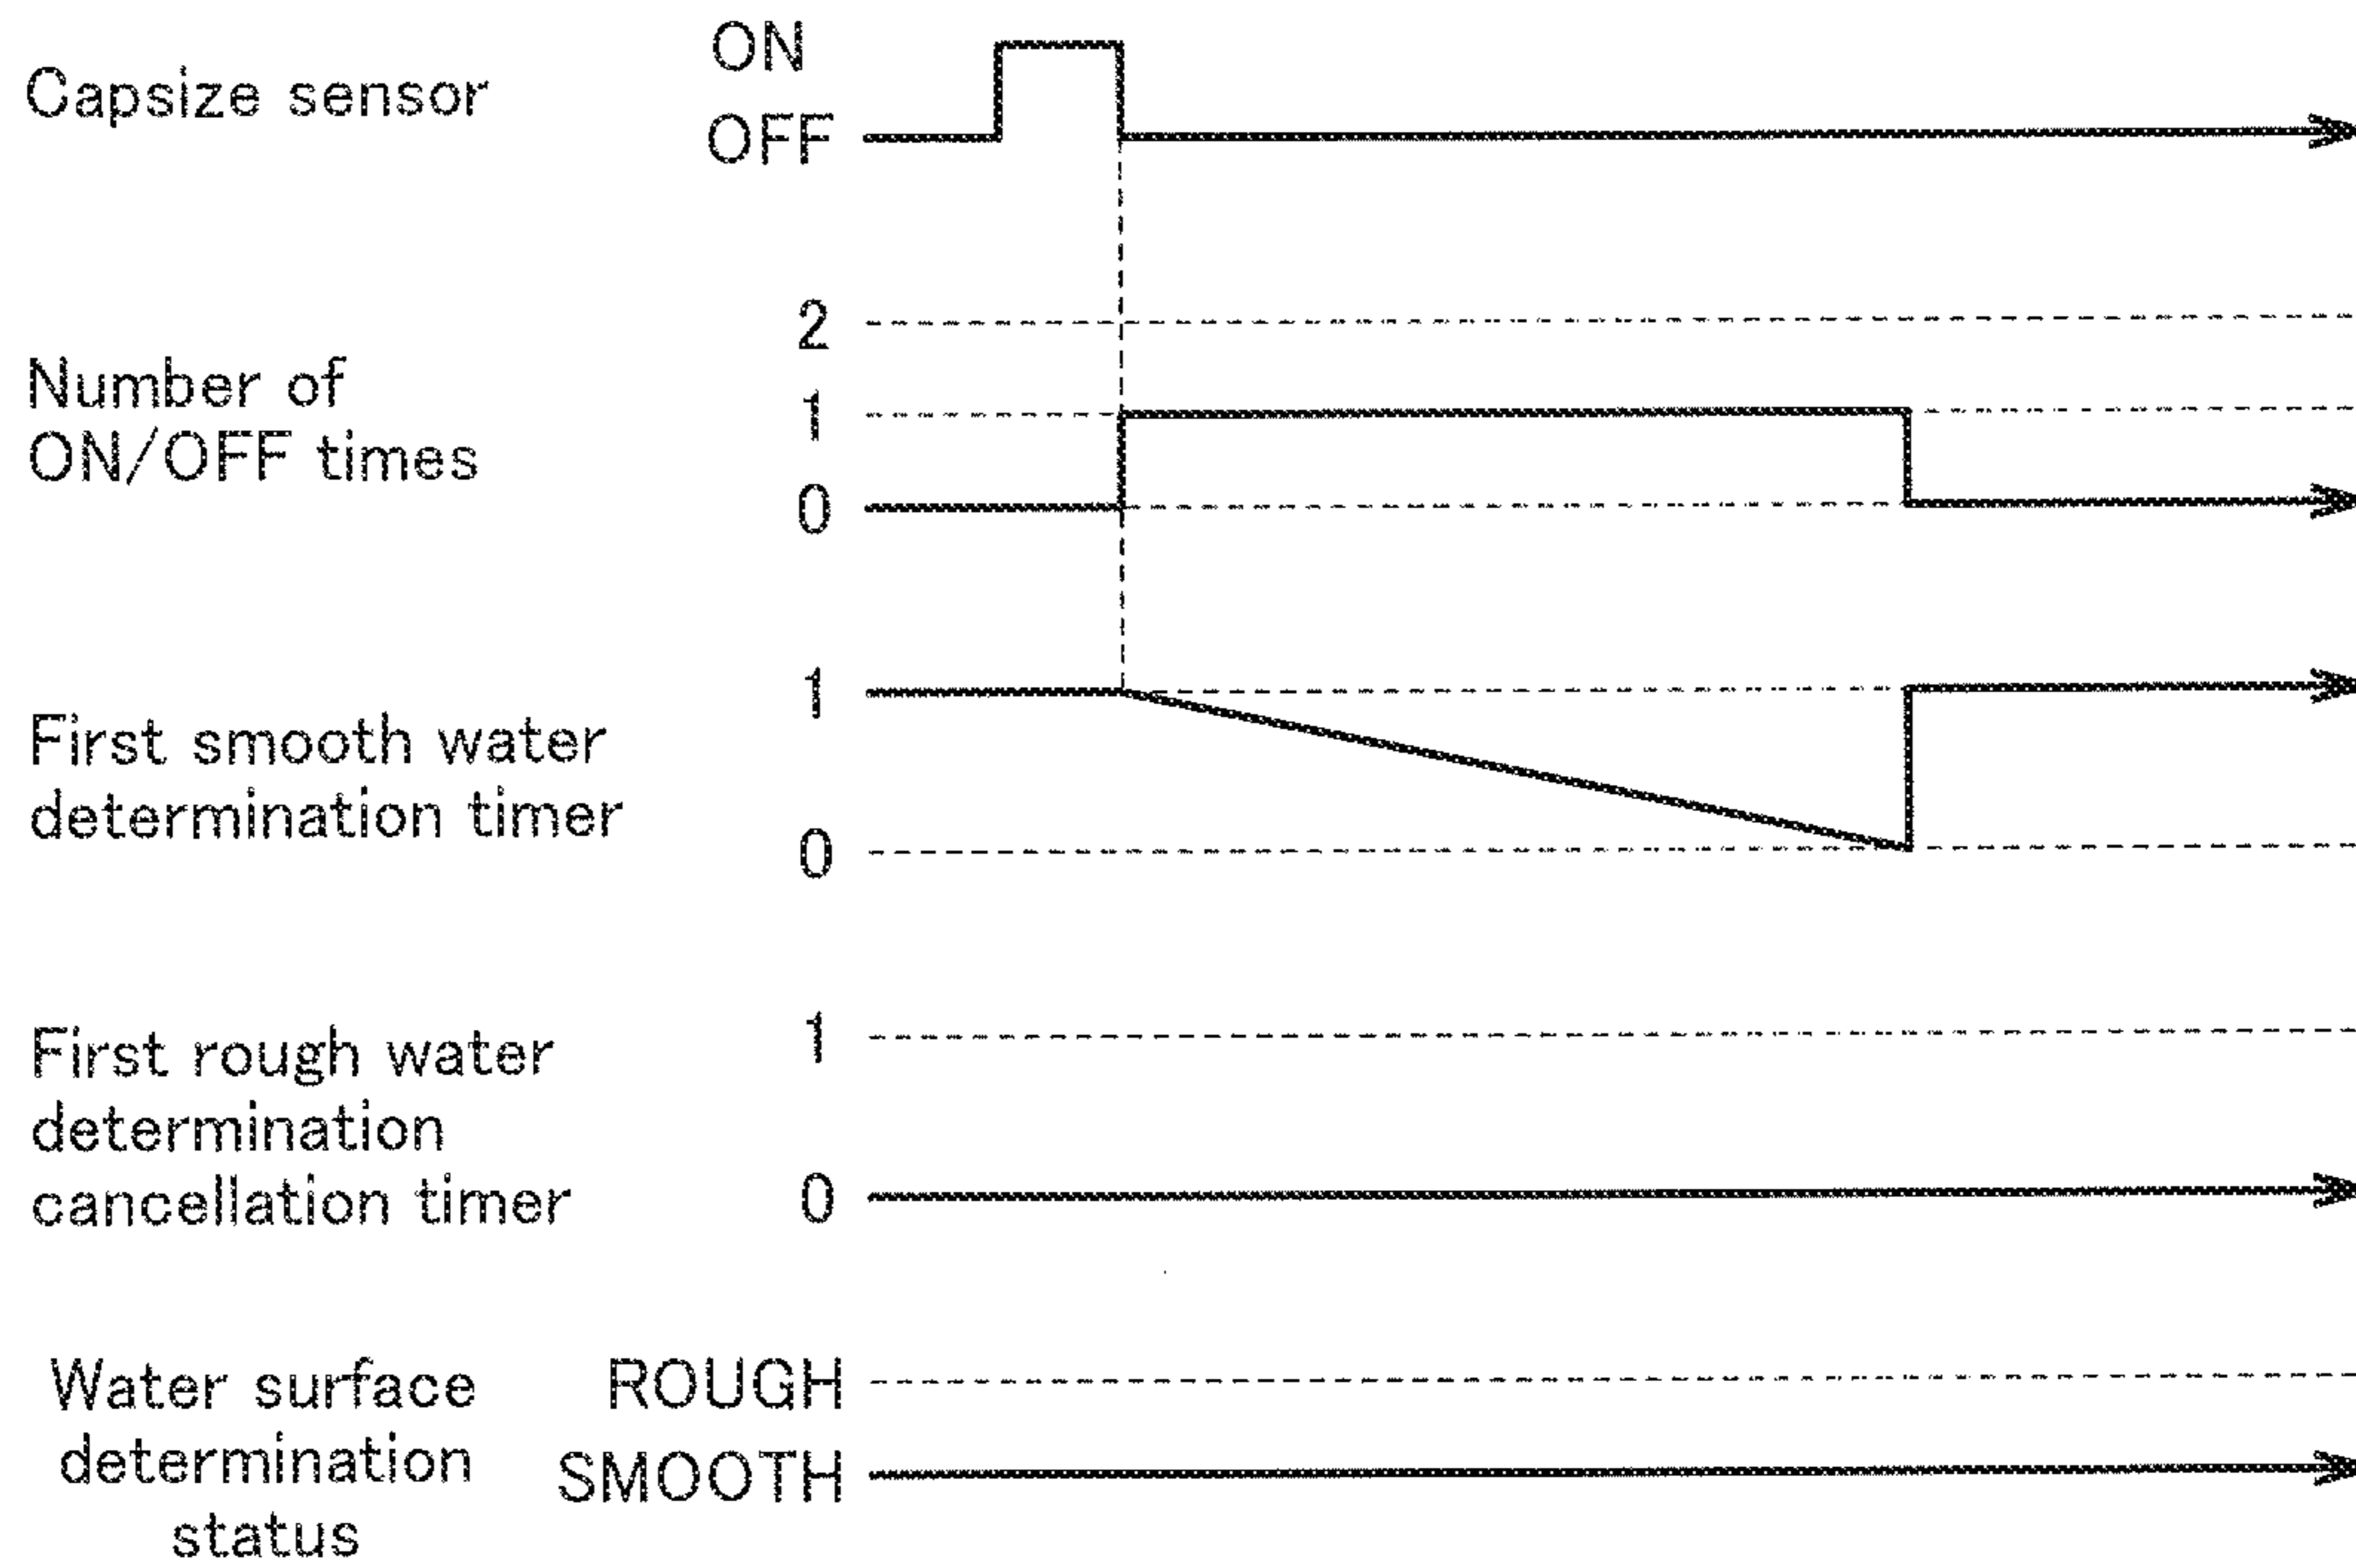 Capsize sensor
ON
OFF
Number of
ON/OFF times
2
1
0
First smooth water
determination timer
1
0
First rough water
determination
cancellation timer
1
0
Water surface
determination
status
ROUGH
SMOOTH